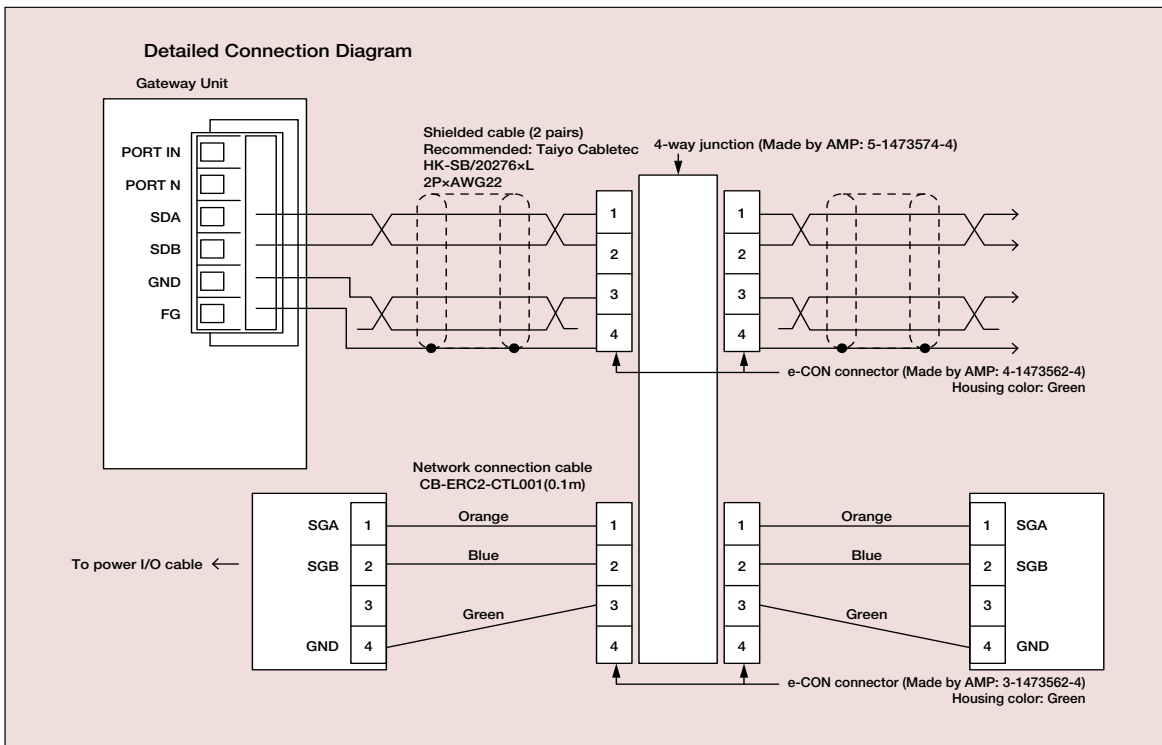 Detailed Connection Diagram
Gateway Unit
PORT IN
PORT N
SDA
SDB
GND
FG
Shielded cable (2 pairs)
Recommended: Taiyo Cabletec
HK-SB/20276×L
2P×AWG22
4-way junction (Made by AMP: 5-1473574-4)
1
2
3
4
1
2
3
4
e-CON connector (Made by AMP: 4-1473562-4)
Housing color: Green
Network connection cable
CB-ERC2-CTL001(0.1m)
To power I/O cable
SGA
SGB
GND
1
2
3
4
Orange
Blue
Green
1
2
3
4
1
2
3
4
Orange
Blue
Green
1
2
3
4
SGA
SGB
GND
e-CON connector (Made by AMP: 3-1473562-4)
Housing color: Green